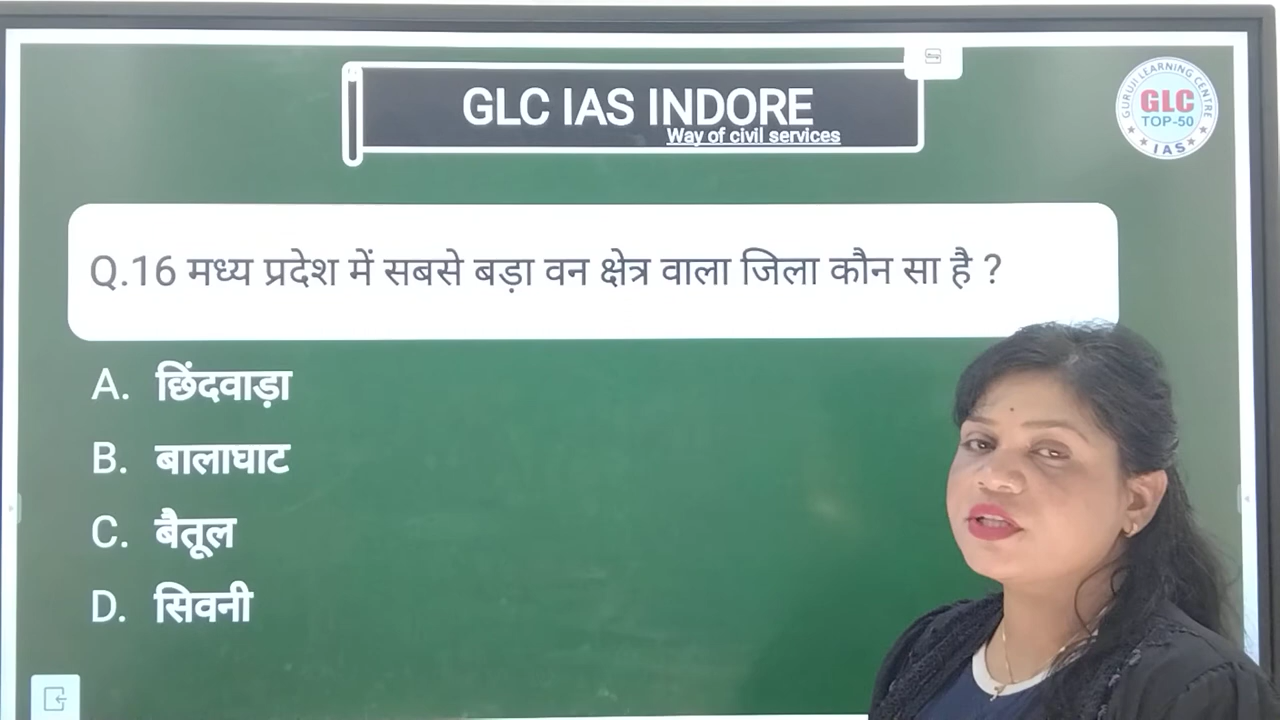 GLC IAS INDORE
Way of civil services
GURUJI LEARNING CENTRE
GLC
TOP-50
IAS
Q.16 मध्य प्रदेश में सबसे बड़ा वन क्षेत्र वाला जिला कौन सा है ?
A. छिंदवाड़ा
B. बालाघाट
C. बैतूल
D. सिवनी